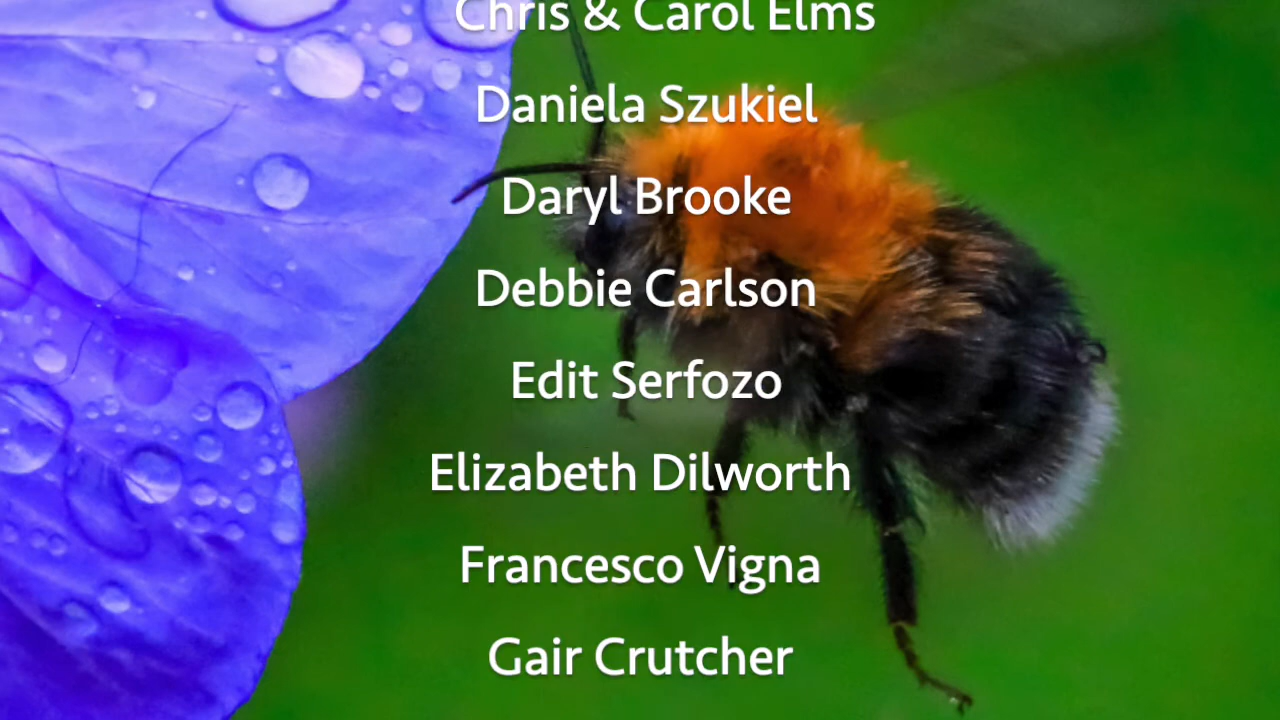 Chris & Carol Elms
Daniela Szukiel
Daryl Brooke
Debbie Carlson
Edit Serfozo
Elizabeth Dilworth
Francesco Vigna
Gair Crutcher